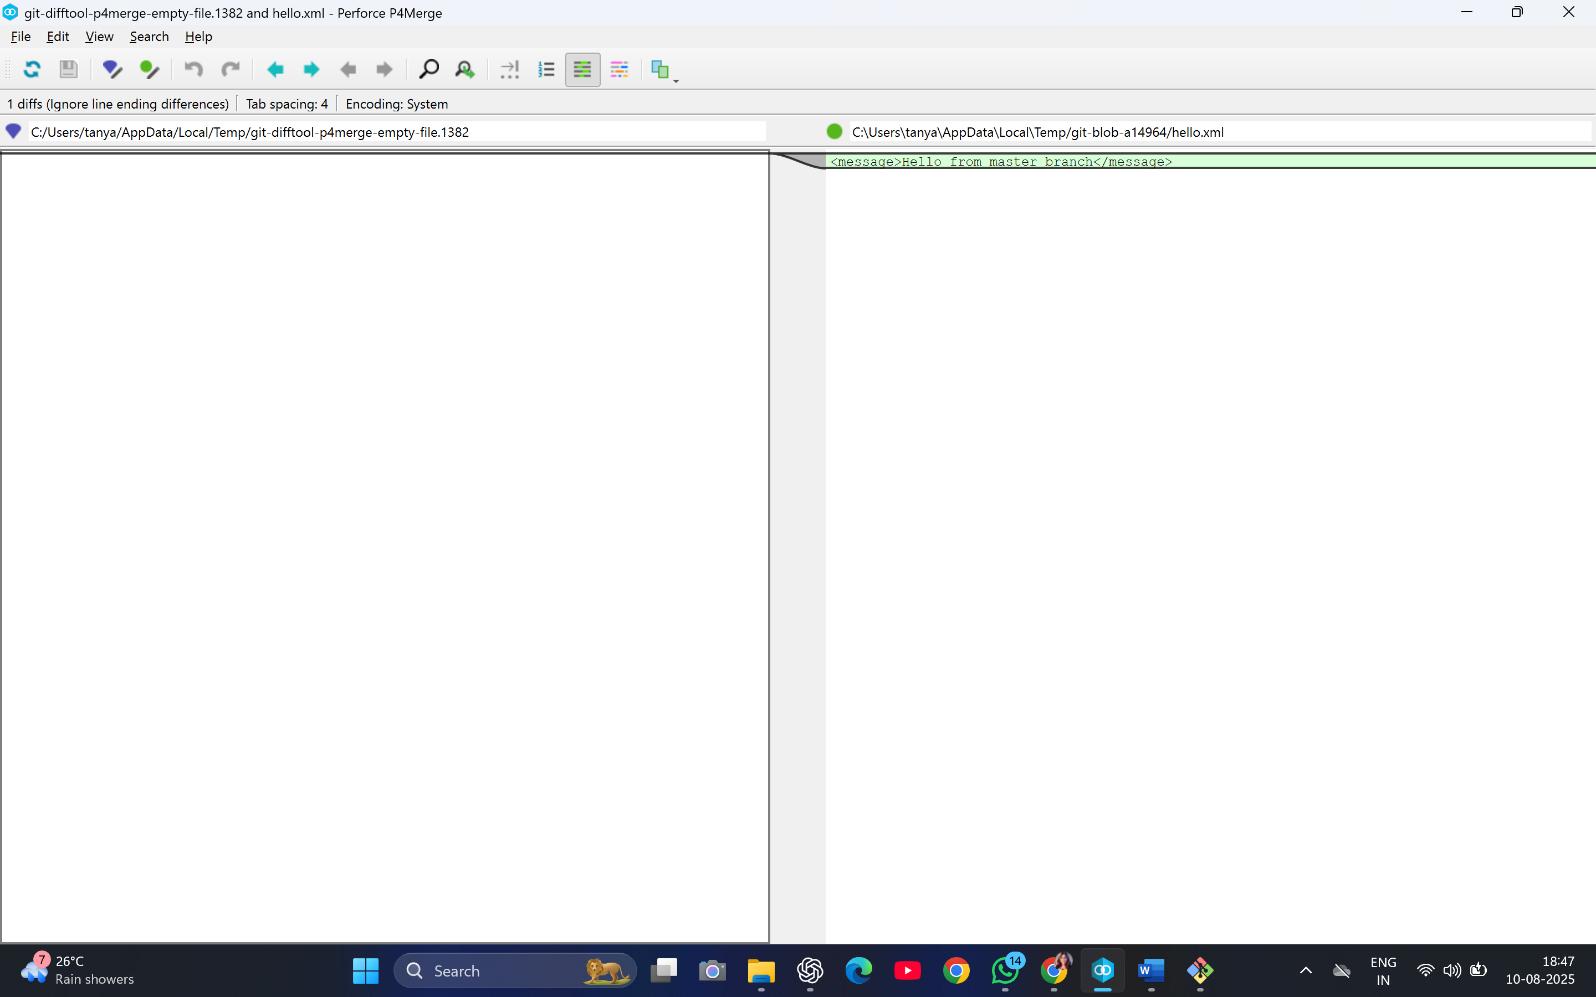 git-difftool-p4merge-empty-file.1382 and hello.xml - Perforce P4Merge
File Edit View Search Help
1 diffs (Ignore line ending differences) Tab spacing: 4 Encoding: System
C:/Users/tanya/AppData/Local/Temp/git-difftool-p4merge-empty-file.1382
C:\Users\tanya\AppData\Local\Temp/git-blob-a14964/hello.xml
<message>Hello from master branch</message>
7
26°C
Rain showers
Search
14
W
ENG
IN
18:47
10-08-2025